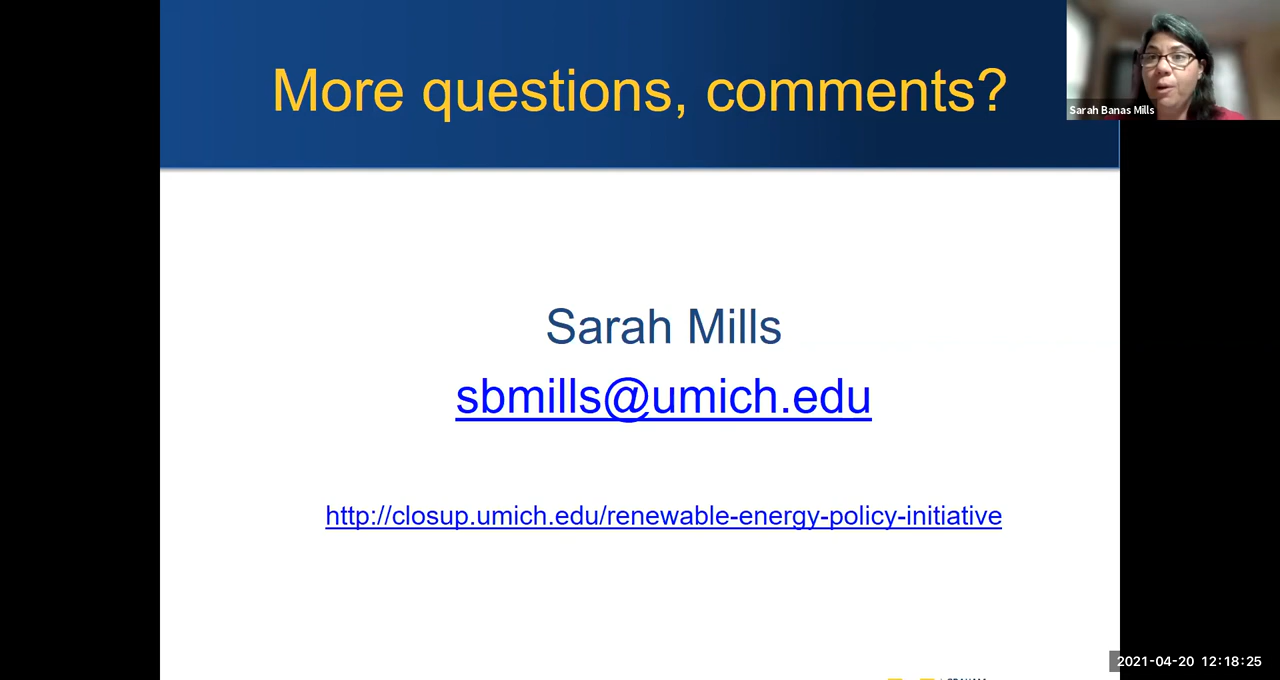 More questions, comments?
Sarah Banas Mills
Sarah Mills
sbmills@umich.edu
http://closup.umich.edu/renewable-energy-policy-initiative
2021-04-20 12:18:25